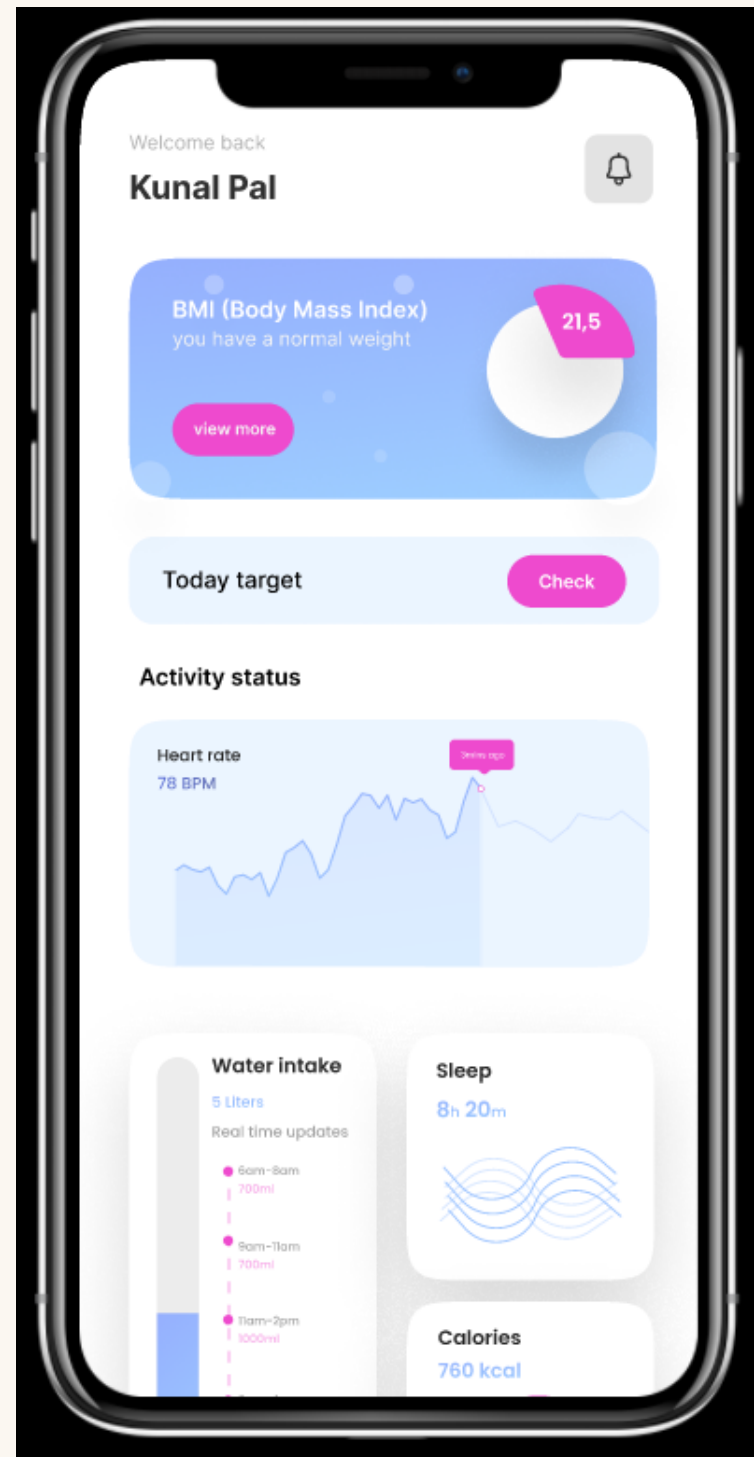 Welcome back
Kunal Pal
BMI (Body Mass Index)
you have a normal weight
21,5
view more
Today target
Check
Activity status
Heart rate
78 BPM
3mins ago
Water intake
5 Liters
Real time updates
6am-8am
700ml
9am-11am
700ml
11am-2pm
1000ml
Sleep
8h 20m
Calories
760 kcal